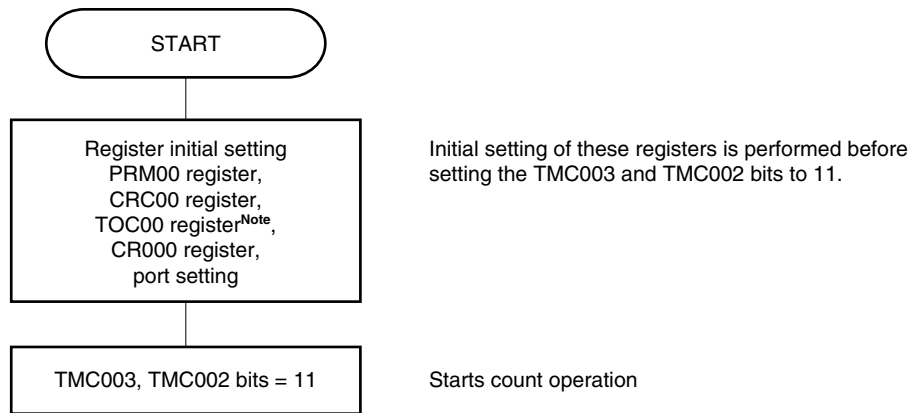 START
Register initial setting
PRM00 register,
CRC00 register,
TOC00 registerNote,
CR000 register,
port setting
Initial setting of these registers is performed before
setting the TMC003 and TMC002 bits to 11.
TMC003, TMC002 bits = 11
Starts count operation